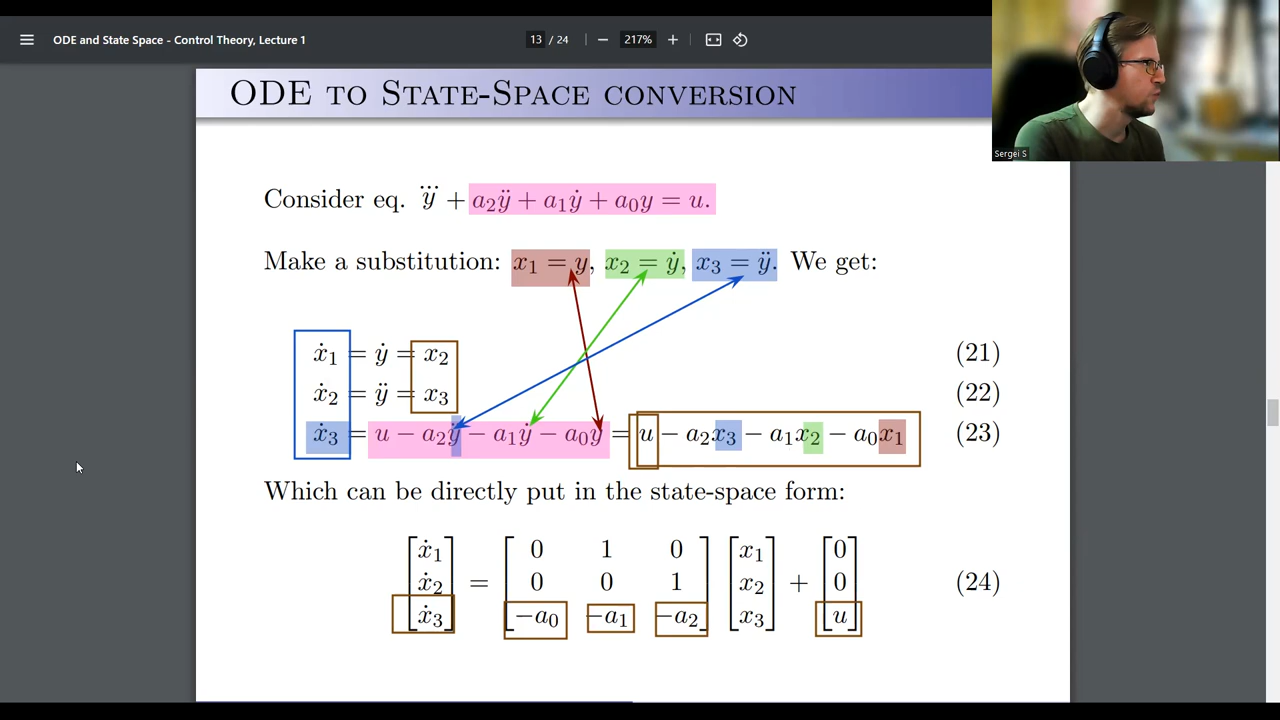 ODE and State Space - Control Theory, Lecture 1
13 / 24
217%
Sergei S
ODE to State-Space conversion
Consider eq. y⃛ + a₂ÿ + a₁ẏ + a₀y = u.
Make a substitution: x₁ = y, x₂ = ẏ, x₃ = ÿ. We get:
ẋ₁ = ẏ = x₂ (21)
ẋ₂ = ÿ = x₃ (22)
ẋ₃ = u − a₂ÿ − a₁ẏ − a₀y = u − a₂x₃ − a₁x₂ − a₀x₁ (23)
Which can be directly put in the state-space form:
ẋ₁ 0 1 0 x₁ 0
ẋ₂ = 0 0 1 x₂ + 0 (24)
ẋ₃ −a₀ −a₁ −a₂ x₃ u